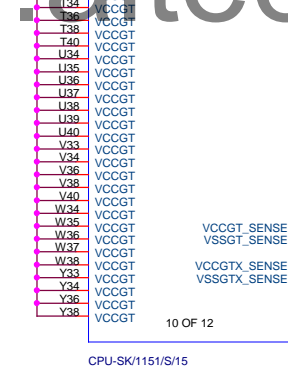 T34 VCCGT
T36 VCCGT
T38 VCCGT
T40 VCCGT
U34 VCCGT
U35 VCCGT
U36 VCCGT
U37 VCCGT
U38 VCCGT
U39 VCCGT
U40 VCCGT
V33 VCCGT
V34 VCCGT
V36 VCCGT
V38 VCCGT
V40 VCCGT
W34 VCCGT
W35 VCCGT VCCGT_SENSE
W36 VCCGT VSSGT_SENSE
W37 VCCGT
W38 VCCGT VCCGTX_SENSE
Y33 VCCGT VSSGTX_SENSE
Y34 VCCGT
Y36 VCCGT
Y38 VCCGT 10 OF 12
CPU-SK/1151/S/15